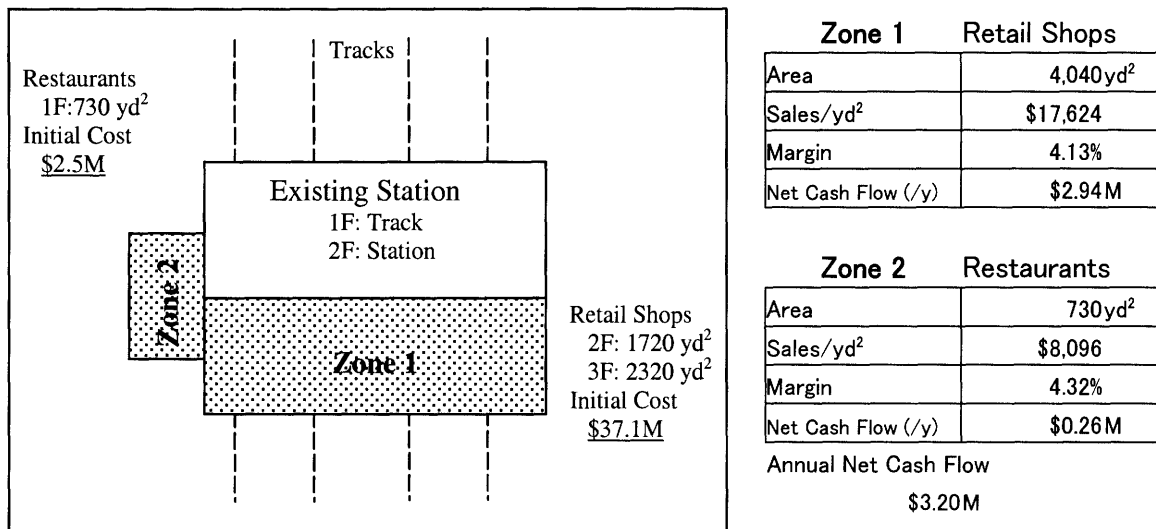 Tracks
Restaurants
1F:730 yd²
Initial Cost
$2.5M
Existing Station
1F: Track
2F: Station
Zone 2
Zone 1
Retail Shops
2F: 1720 yd²
3F: 2320 yd²
Initial Cost
$37.1M
Zone 1 Retail Shops
Area 4,040yd²
Sales/yd² $17,624
Margin 4.13%
Net Cash Flow (/y) $2.94M
Zone 2 Restaurants
Area 730yd²
Sales/yd² $8,096
Margin 4.32%
Net Cash Flow (/y) $0.26M
Annual Net Cash Flow
$3.20M